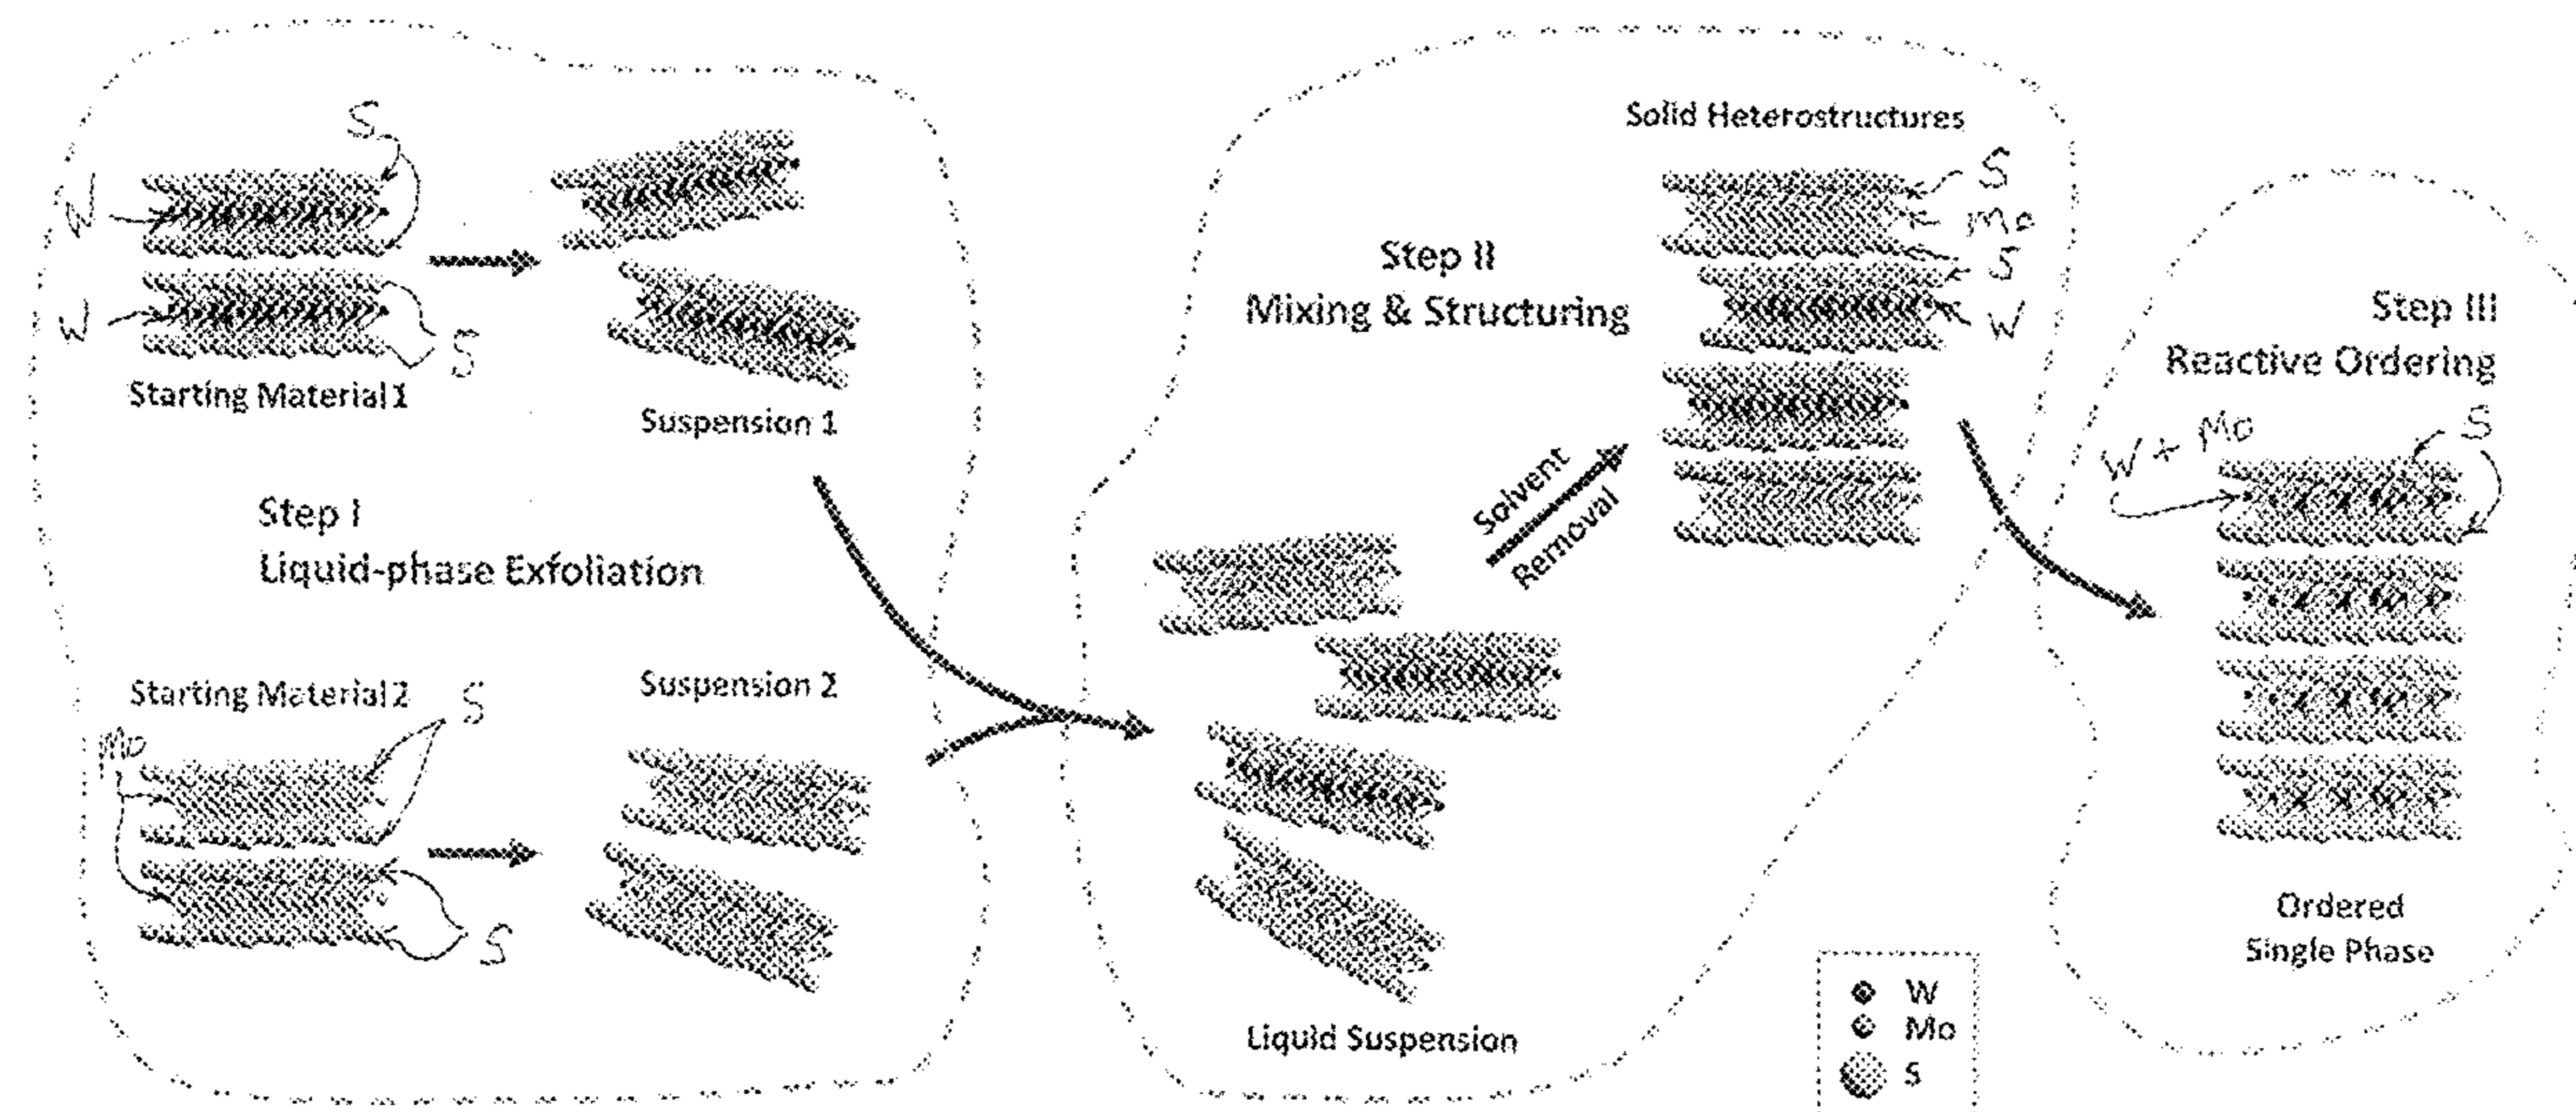 S
W
W
S
Starting Material 1
Suspension 1
Step I
Liquid-phase Exfoliation
Starting Material 2
Suspension 2
S
Mo
S
Solid Heterostructures
S
Mo
S
W
Step II
Mixing & Structuring
Solvent
Removal
Liquid Suspension
Step III
Reactive Ordering
W + Mo
S
Ordered
Single Phase
W
Mo
S